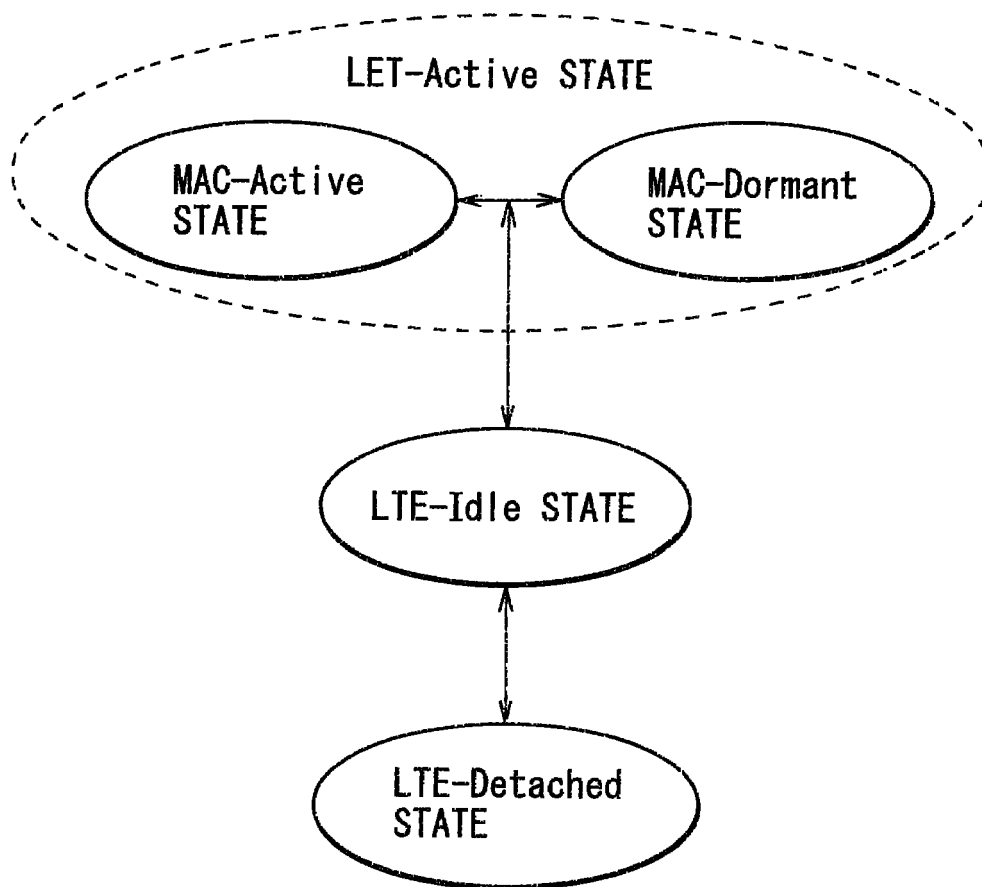 LET-Active STATE
MAC-Active
STATE
MAC-Dormant
STATE
LTE-Idle STATE
LTE-Detached
STATE